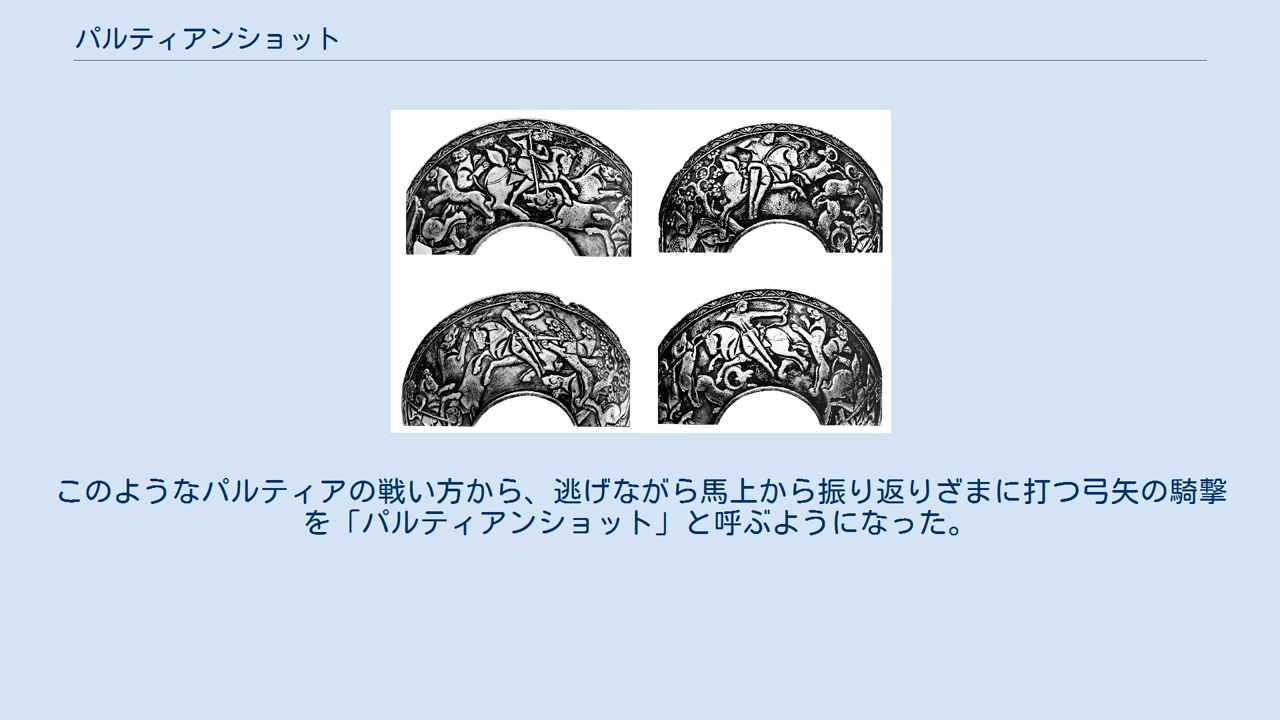 パルティアンショット
このようなパルティアの戦い方から、逃げながら馬上から振り返りざまに打つ弓矢の騎撃
を「パルティアンショット」と呼ぶようになった。